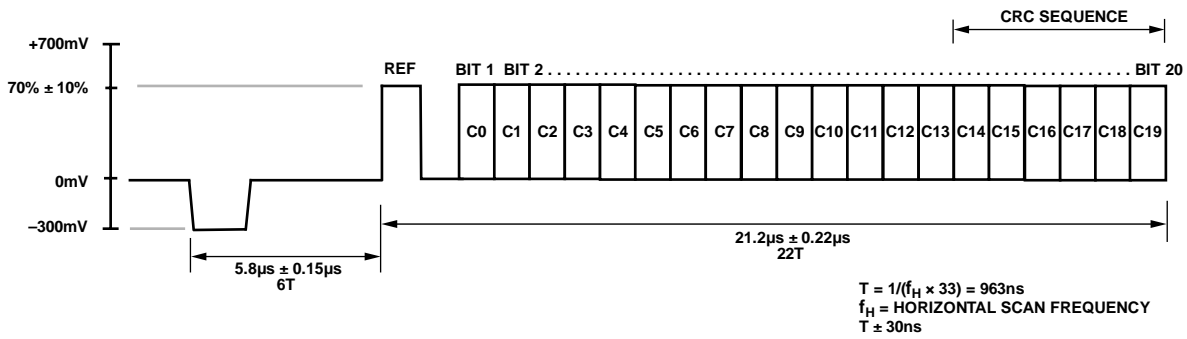 CRC SEQUENCE
+700mV
REF
BIT 1 BIT 2 . . . . . . . . . . . . . . . . . . . . . . . . . . . . . . . . . . . . . . . . . . . . . . . . . . . . . . . . . . . . . . . . BIT 20
70% ± 10%
C0 C1 C2 C3 C4 C5 C6 C7 C8 C9 C10 C11 C12 C13 C14 C15 C16 C17 C18 C19
0mV
–300mV
21.2µs ± 0.22µs
22T
5.8µs ± 0.15µs
6T
T = 1/(fH × 33) = 963ns
fH = HORIZONTAL SCAN FREQUENCY
T ± 30ns